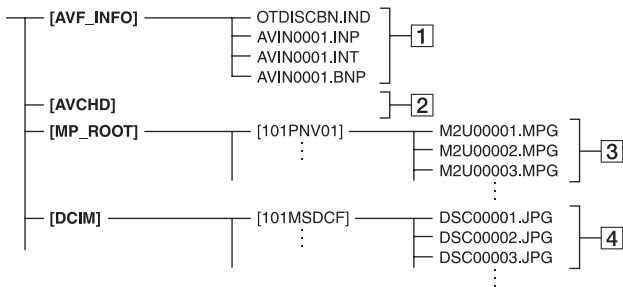 [AVF_INFO] OTDISCBN.IND
AVIN0001.INP 1
AVIN0001.INT
AVIN0001.BNP
[AVCHD] 2
[MP_ROOT] [101PNV01] M2U00001.MPG
M2U00002.MPG 3
M2U00003.MPG
[DCIM] [101MSDCF] DSC00001.JPG
DSC00002.JPG 4
DSC00003.JPG